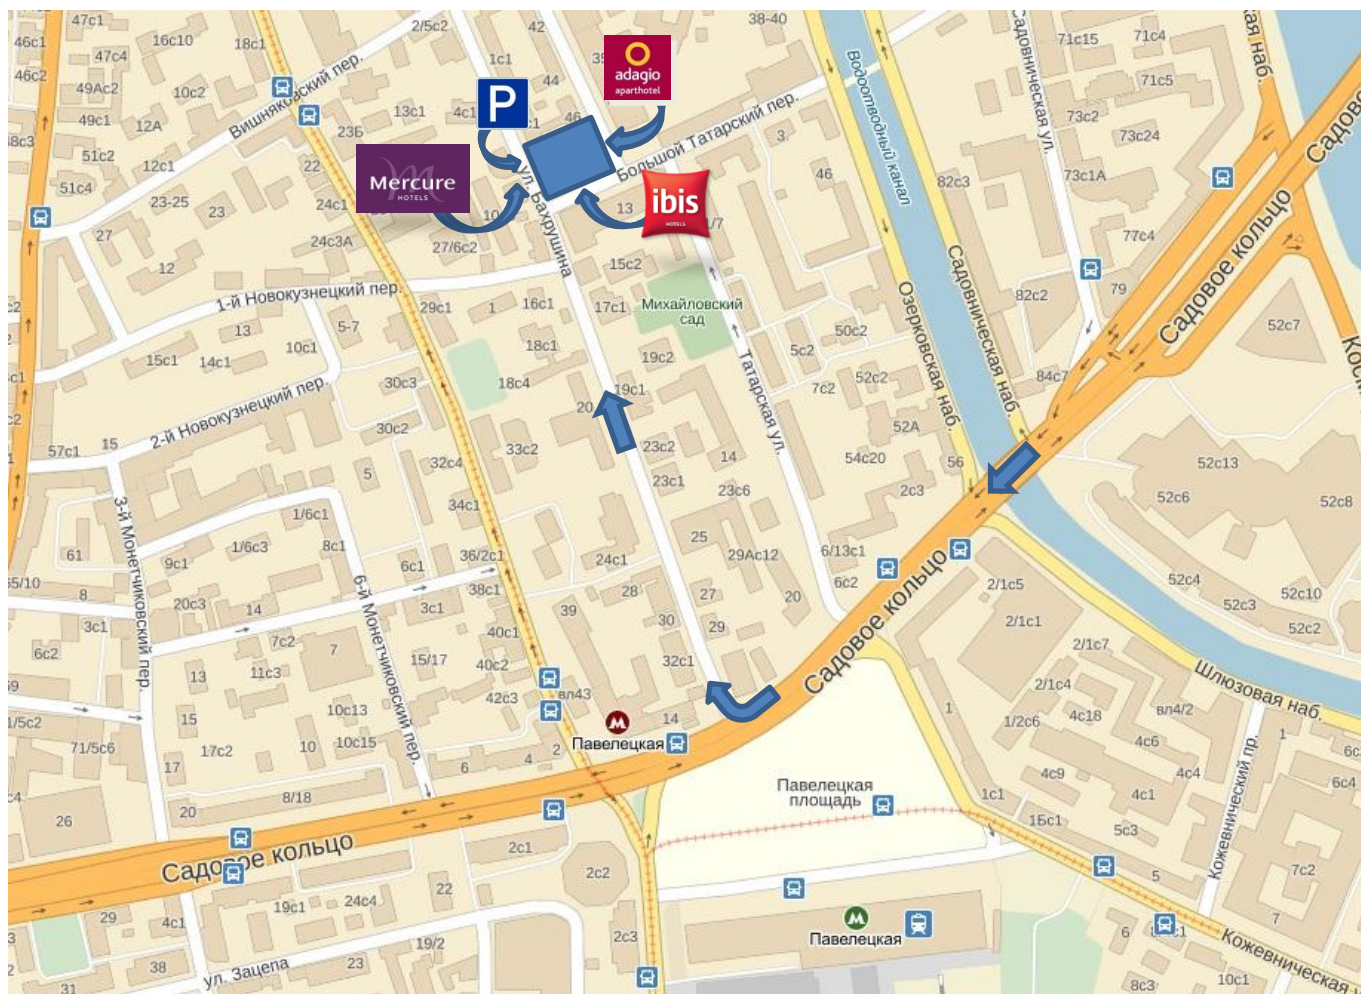 47с1
46с1
16с10
18с1
2/5с2
42
38-40
71с15
71с4
47с4
46с2
1с1
adagio
aparthotel
71с5
49Ас2
10с2
Вишняковский пер.
44
P
Водоотводный канал
Садовническая ул.
49с1
12А
13с1
4с1
46
73с2
73с24
23Б
Большой Татарский пер.
3
51с2
12с1
22
Mercure
HOTELS
46
82с3
73с1А
51с4
23-25
23
24с1
ibis
HOTELS
13
27
24с3А
10
27/6с2
ул. Бахрушина
77с4
12
15с2
1-й Новокузнецкий пер.
29с1
1
16с1
17с1
Михайловский
сад
82с2
79
Садовое кольцо
Садовое кольцо
13
5-7
18с1
50с2
Озерковская наб.
Садовническая наб.
52с7
15с1
14с1
10с1
19с2
5с2
Татарская ул.
30с3
18с4
20
19с1
7с2
52с2
84с7
2-й Новокузнецкий пер.
30с2
52А
57с1
15
33с2
23с2
14
54с20
56
52с13
5
32с4
23с1
23с6
2с3
52с6
52с8
3-й Монетчиковский пер.
1/6с1
34с1
25
61
1/6с3
8с1
36/2с1
24с1
29Ас12
6/13с1
Садовое кольцо
9с1
6с1
38с1
28
27
6с2
2/1с5
52с4
52с10
8
20с3
14
6-й Монетчиковский пер.
3с1
39
30
29
20
52с3
3с1
40с1
2/1с1
52с2
6с2
7с2
7
15/17
40с2
32с1
2/1с7
Шлюзовая наб.
13
11с3
42с3
вл43
2/1с4
15
10с13
14
1
1/2с6
4с18
вл4/2
1/5с2
71/5с6
17с2
10
10с15
2
Павелецкая
4с6
1
17
6
4
Павелецкая
площадь
4с9
4с4
Кожевнический пр.
6с4
8/18
20
1с1
4с1
26
1Бс1
5с3
Садовое кольцо
2с1
2с2
5
7с2
22
24с4
19с1
29
4с1
Павелецкая
7
2с3
6
Кожевническая ул.
19/2
23
ул. Зацепа
38
31
8с3
10с1